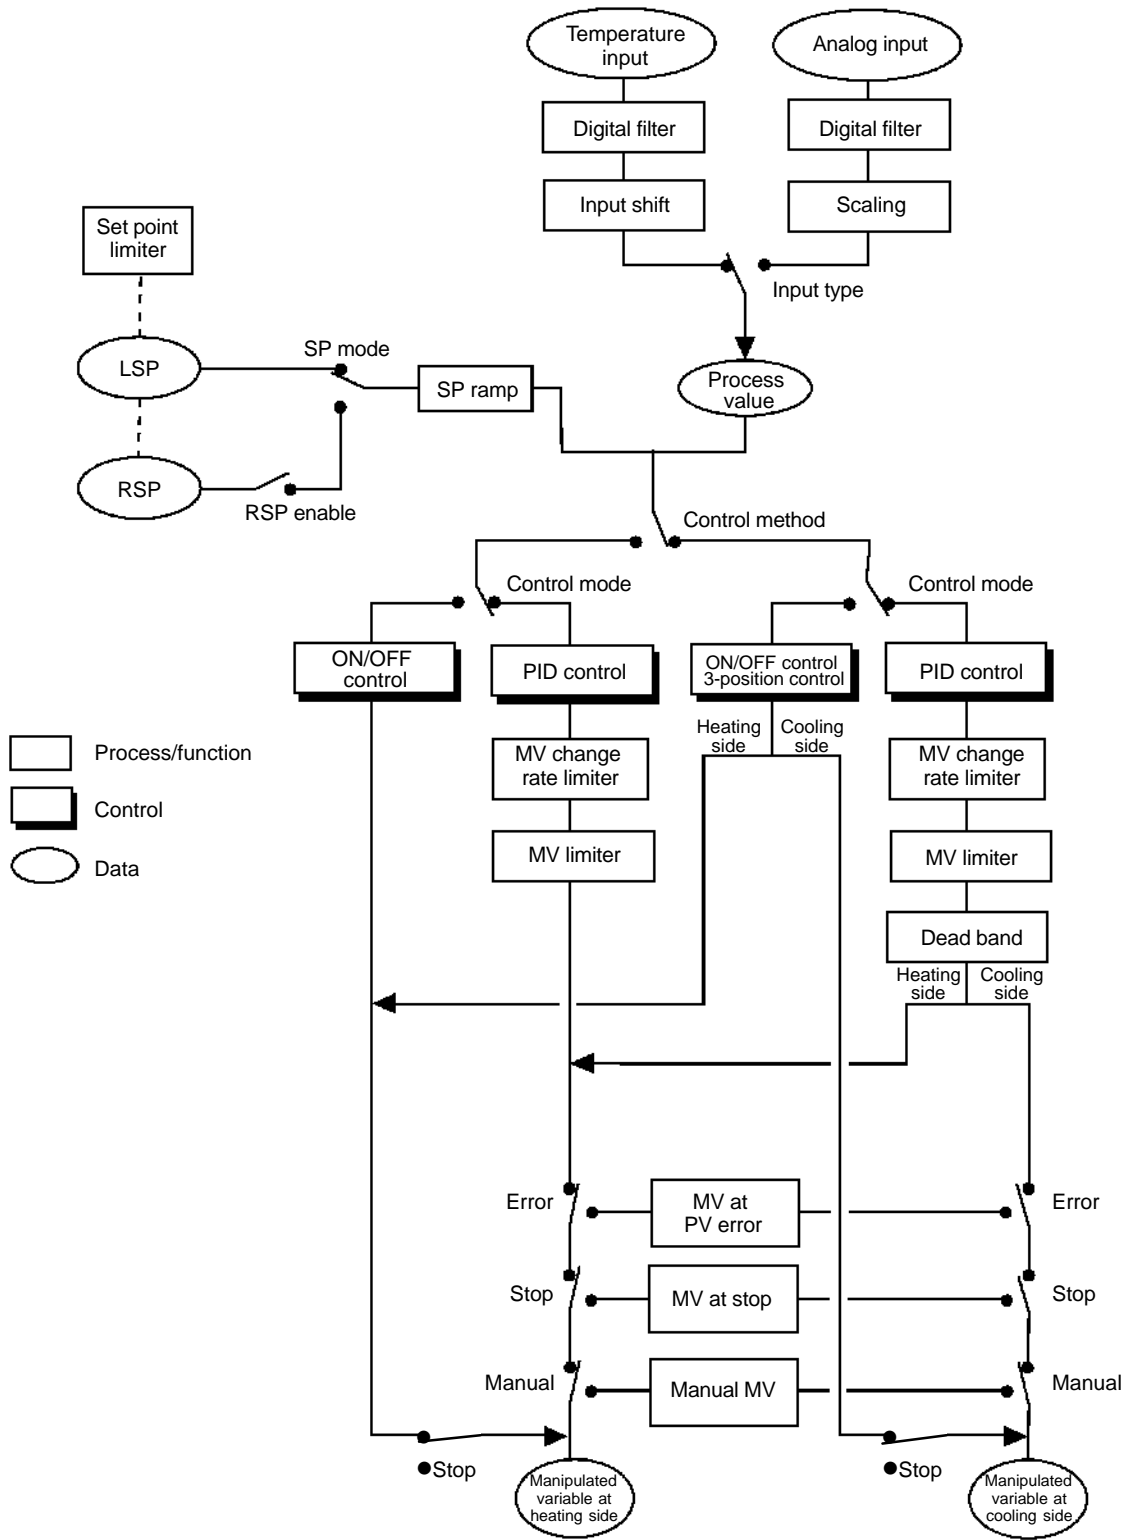 Temperature
input
Analog input
Digital filter
Digital filter
Input shift
Scaling
Set point
limiter
Input type
SP mode
LSP
SP ramp
Process
value
RSP
RSP enable
Control method
Control mode
Control mode
ON/OFF
control
PID control
ON/OFF control
3-position control
PID control
Heating
side
Cooling
side
Process/function
MV change
rate limiter
MV change
rate limiter
Control
MV limiter
MV limiter
Data
Dead band
Heating
side
Cooling
side
Error
MV at
PV error
Error
Stop
MV at stop
Stop
Manual
Manual MV
Manual
Stop
Stop
Manipulated
variable at
heating side
Manipulated
variable at
cooling side